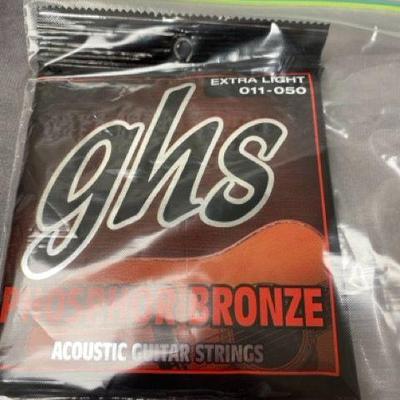 EXTRA LIGHT
011-050
ghs
PHOSPHOR BRONZE
ACOUSTIC GUITAR STRINGS